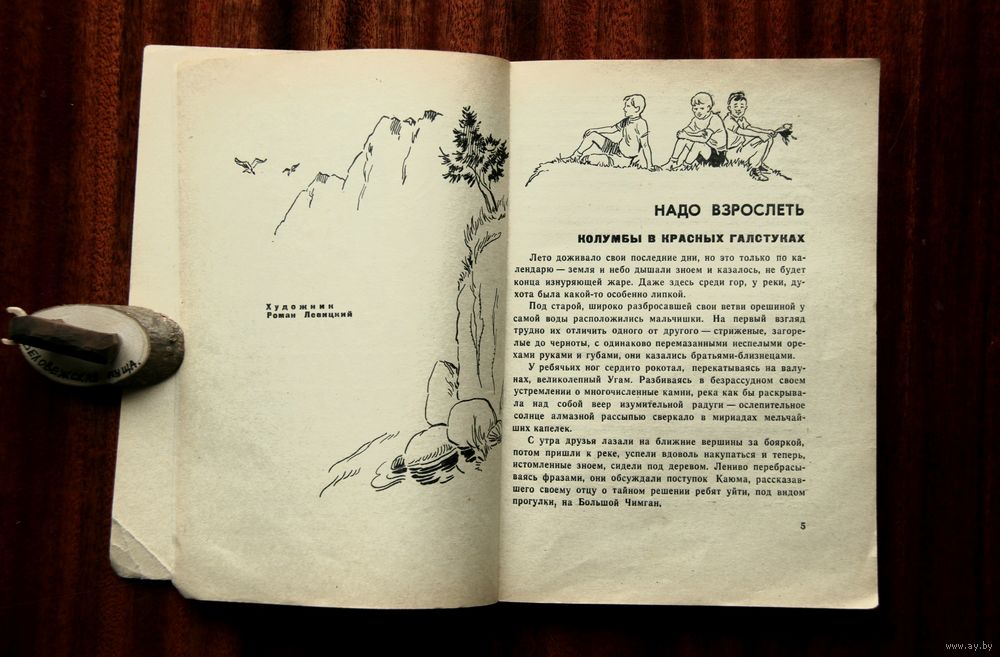 Художник
Роман Левицкий
БЕЛОВЕЖСКАЯ ПУЩА.
НАДО ВЗРОСЛЕТЬ
КОЛУМБЫ В КРАСНЫХ ГАЛСТУКАХ
Лето доживало свои последние дни, но это только по ка-
лендарю — земля и небо дышали зноем и казалось, не будет
конца изнуряющей жаре. Даже здесь среди гор, у реки, ду-
хота была какой-то особенно липкой.
Под старой, широко разбросавшей свои ветви орешиной у
самой воды расположились мальчишки. На первый взгляд
трудно их отличить одного от другого — стриженые, загоре-
лые до черноты, с одинаково перемазанными неспелыми оре-
хами руками и губами, они казались братьями-близнецами.
У ребячьих ног сердито рокотал, перекатываясь на валу-
нах, великолепный Угам. Разбиваясь в безрассудном своем
устремлении о многочисленные камни, река как бы раскрыва-
ла над собой веер изумительной радуги — ослепительное
солнце алмазной россыпью сверкало в мириадах мельчай-
ших капелек.
С утра друзья лазали на ближние вершины за бояркой,
потом пришли к реке, успели вдоволь накупаться и теперь,
истомленные зноем, сидели под деревом. Лениво перебрасы-
ваясь фразами, они обсуждали поступок Каюма, рассказав-
шего своему отцу о тайном решении ребят уйти, под видом
прогулки, на Большой Чимган.
5
www.ay.by